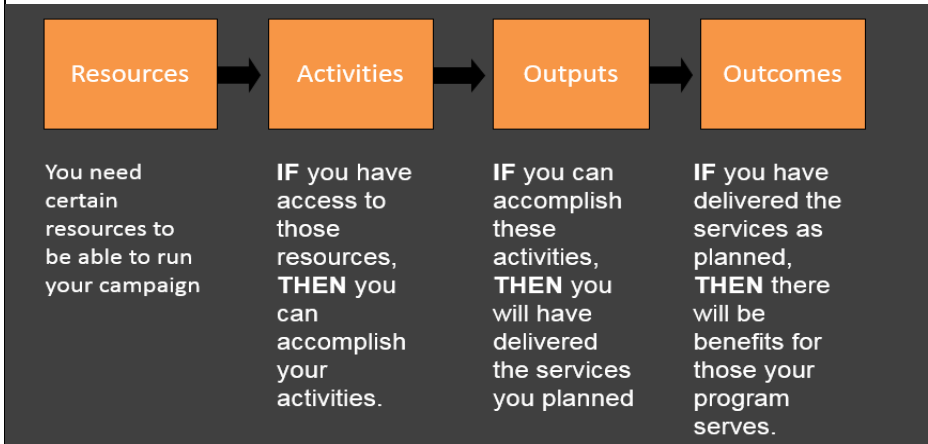 Resources
Activities
Outputs
Outcomes
You need
certain
resources to
be able to run
your campaign
IF you have
access to
those
resources,
THEN you
can
accomplish
your
activities.
IF you can
accomplish
these
activities,
THEN you
will have
delivered
the services
you planned
IF you have
delivered the
services as
planned,
THEN there
will be
benefits for
those your
program
serves.